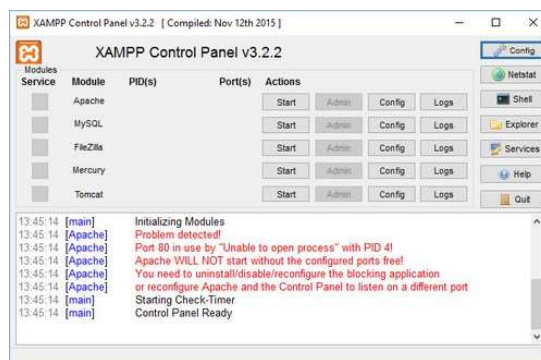 XAMPP Control Panel v3.2.2 [ Compiled: Nov 12th 2015 ]
XAMPP Control Panel v3.2.2
Config
Modules
Service Module PID(s) Port(s) Actions
Netstat
Apache Start Admin Config Logs
Shell
MySQL Start Admin Config Logs
Explorer
FileZilla Start Admin Config Logs
Services
Mercury Start Admin Config Logs
Help
Tomcat Start Admin Config Logs
Quit
13:45:14 [main] Initializing Modules
13:45:14 [Apache] Problem detected!
13:45:14 [Apache] Port 80 in use by "Unable to open process" with PID 4!
13:45:14 [Apache] Apache WILL NOT start without the configured ports free!
13:45:14 [Apache] You need to uninstall/disable/reconfigure the blocking application
13:45:14 [Apache] or reconfigure Apache and the Control Panel to listen on a different port
13:45:14 [main] Starting Check-Timer
13:45:14 [main] Control Panel Ready